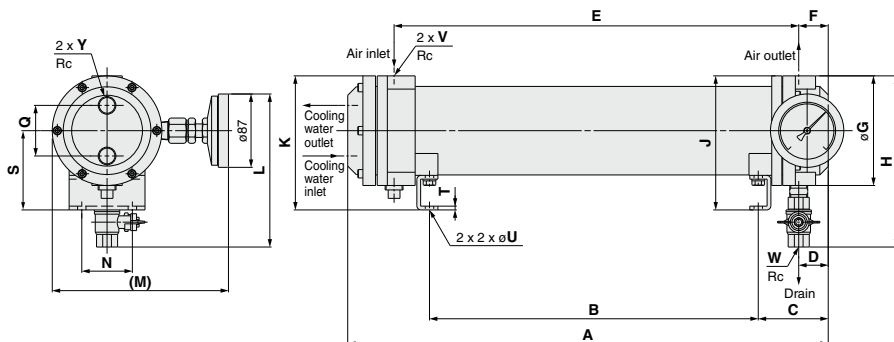 E
F
2 x Y
Rc
Air inlet
2 x V
Rc
Air outlet
Q
S
ø87
L
K
Cooling
water
outlet
Cooling
water
inlet
J
øG
H
T
N
(M)
2 x 2 x øU
W
Rc
D
Drain
B
C
A